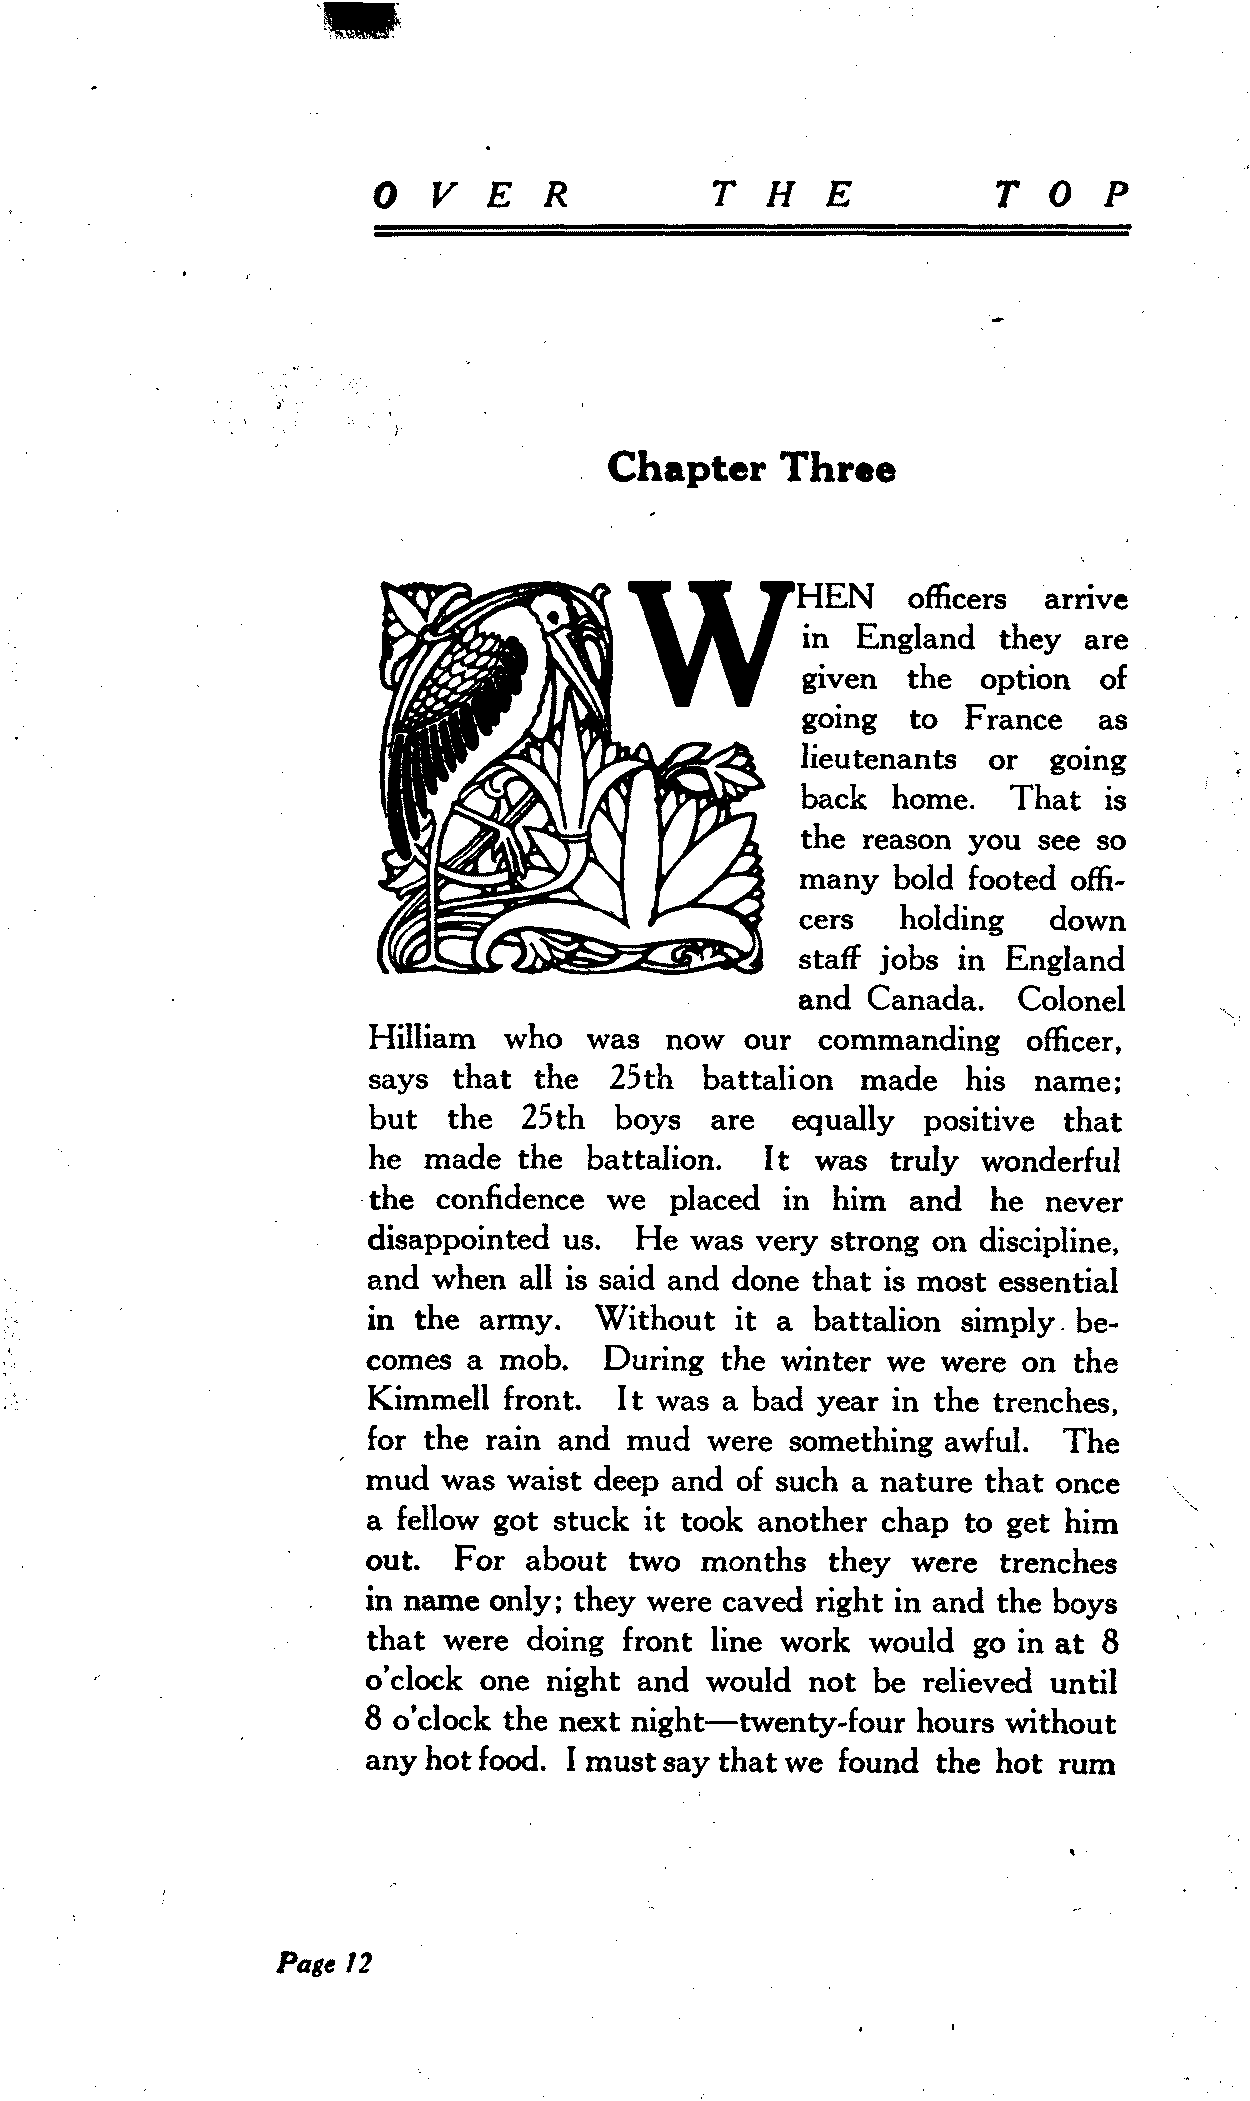 OVER THE TOP
Chapter Three
WHEN officers arrive
in England they are
given the option of
going to France as
lieutenants or going
back home. That is
the reason you see so
many bold footed offi-
cers holding down
staff jobs in England
and Canada. Colonel
Hilliam who was now our commanding officer,
says that the 25th battalion made his name;
but the 25th boys are equally positive that
he made the battalion. It was truly wonderful
the confidence we placed in him and he never
disappointed us. He was very strong on discipline,
and when all is said and done that is most essential
in the army. Without it a battalion simply be-
comes a mob. During the winter we were on the
Kimmell front. It was a bad year in the trenches,
for the rain and mud were something awful. The
mud was waist deep and of such a nature that once
a fellow got stuck it took another chap to get him
out. For about two months they were trenches
in name only; they were caved right in and the boys
that were doing front line work would go in at 8
o'clock one night and would not be relieved until
8 o'clock the next night—twenty-four hours without
any hot food. I must say that we found the hot rum
Page 12